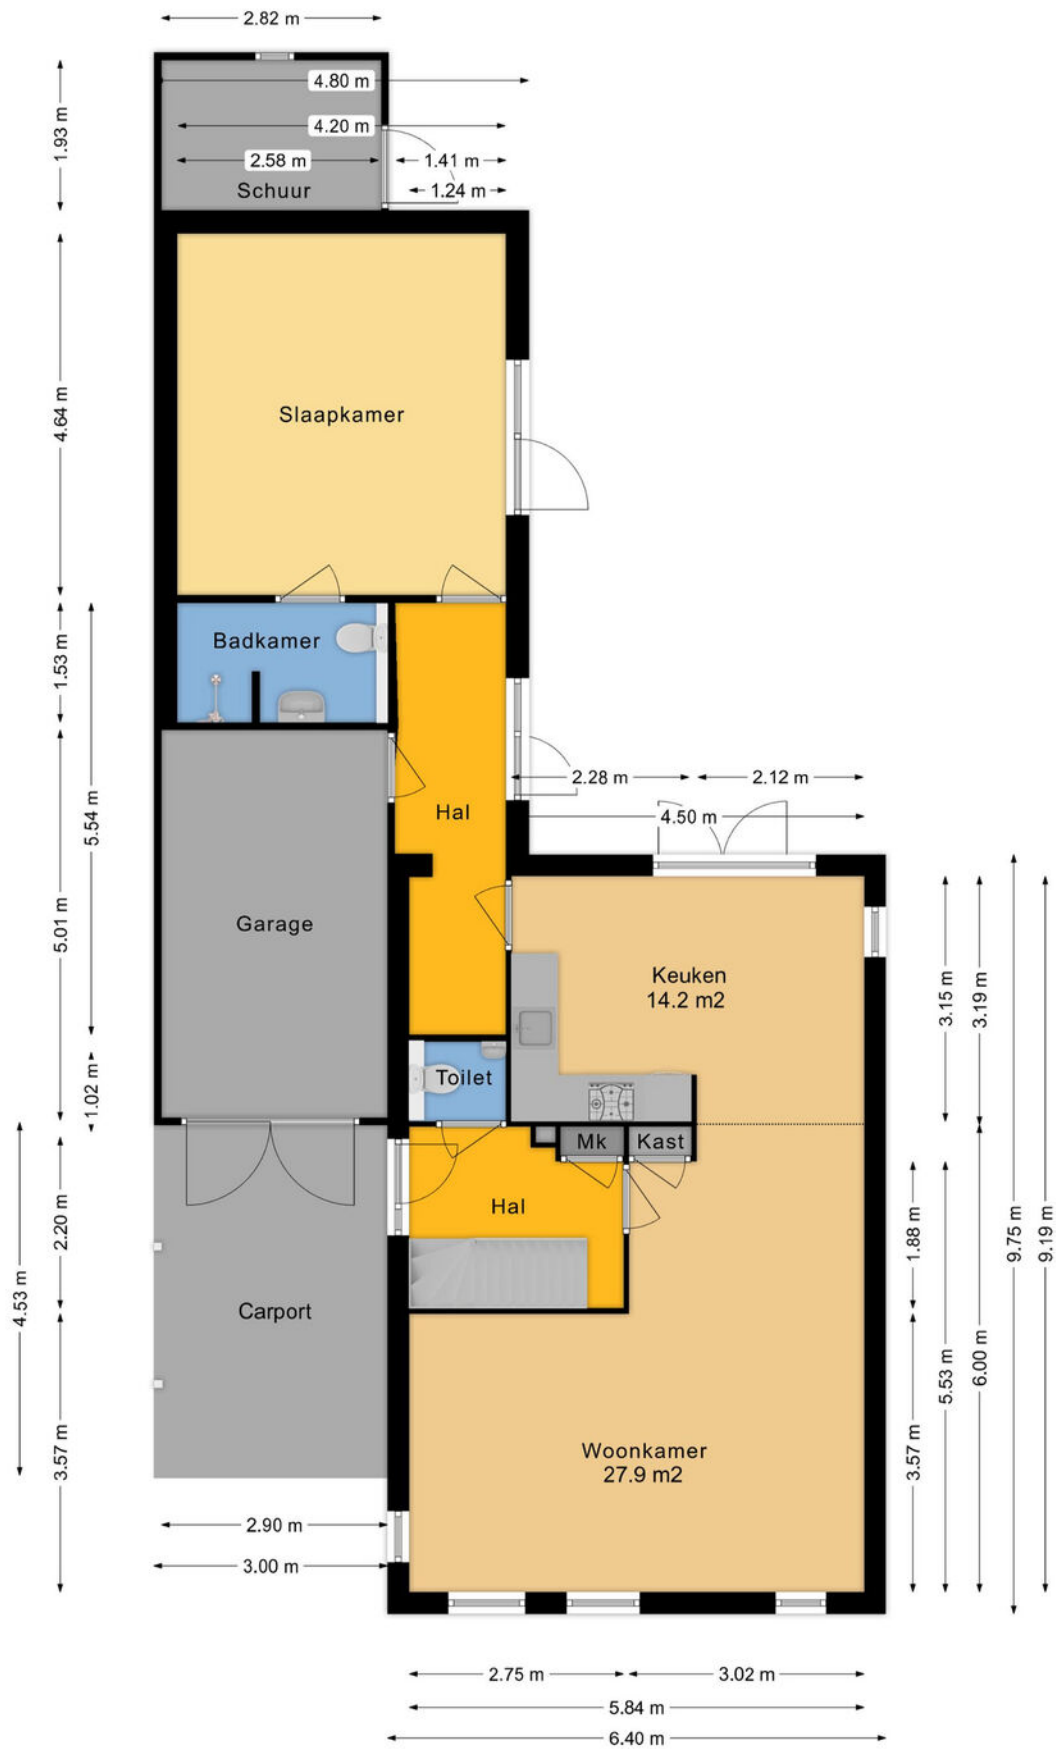 2.82 m
4.80 m
4.20 m
2.58 m
1.41 m
1.24 m
Schuur
1.93 m
4.64 m
Slaapkamer
1.53 m
Badkamer
5.54 m
5.01 m
Hal
2.28 m
2.12 m
4.50 m
Garage
Keuken
14.2 m2
3.15 m
3.19 m
Toilet
1.02 m
Mk
Kast
2.20 m
Hal
1.88 m
9.75 m
9.19 m
4.53 m
Carport
5.53 m
6.00 m
3.57 m
Woonkamer
27.9 m2
3.57 m
2.90 m
3.00 m
2.75 m
3.02 m
5.84 m
6.40 m